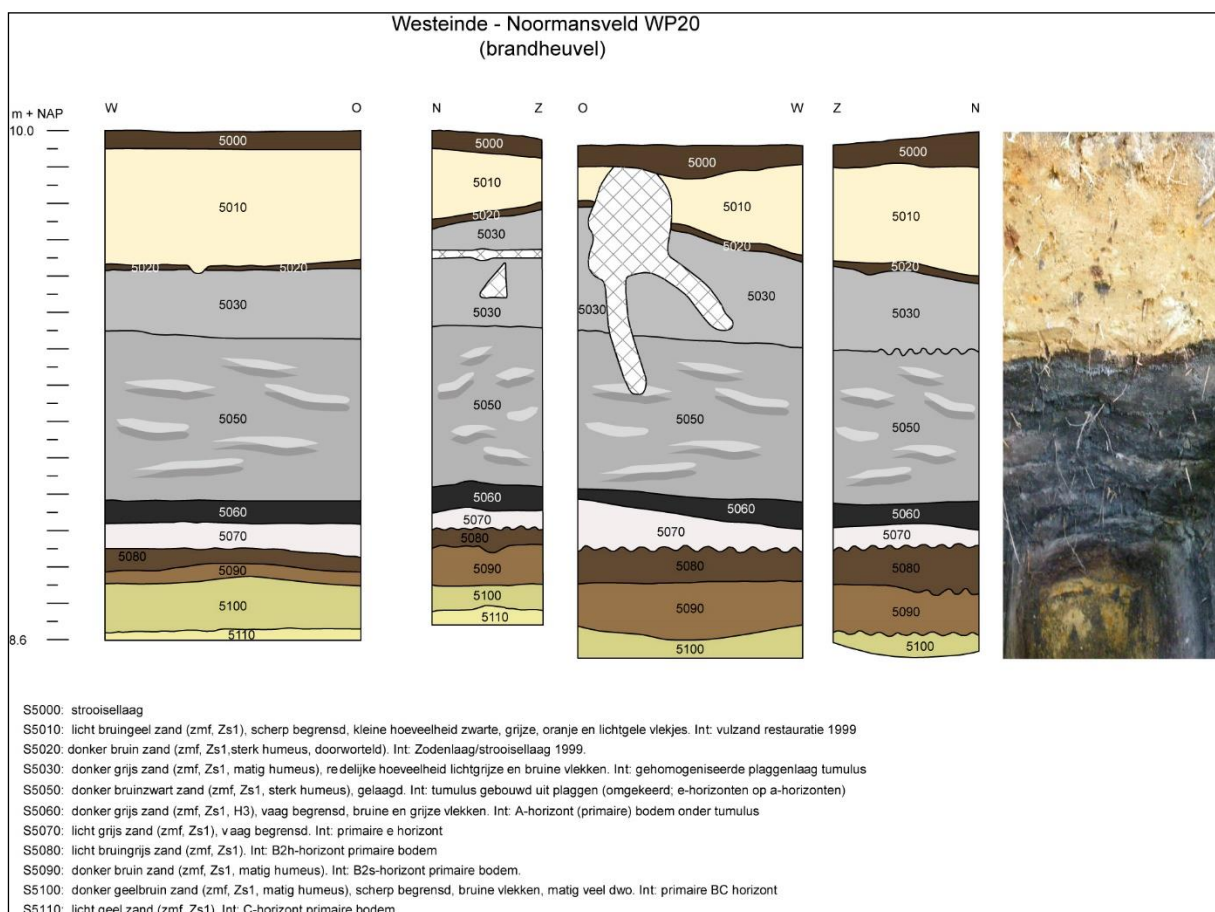 Westeinde - Noormansveld WP20
(brandheuvel)
m + NAP
W O N Z O W Z N
10.0
5000 5000 5000 5000
5010 5010 5010 5010
5020 5020 5020 5020 5020
5030 5030 5030 5030 5030 5030
5050 5050 5050 5050
5060 5060 5060 5060
5070 5070 5070 5070
5080 5080 5080 5080
5090 5090 5090 5090
5100 5100 5100 5100
5110 5110
8.6
S5000: strooisellaag
S5010: licht bruingeel zand (zmf, Zs1), scherp begrensd, kleine hoeveelheid zwarte, grijze, oranje en lichtgele vlekjes. Int: vulzand restauratie 1999
S5020: donker bruin zand (zmf, Zs1,sterk humeus, doorworteld). Int: Zodenlaag/strooisellaag 1999.
S5030: donker grijs zand (zmf, Zs1, matig humeus), redelijke hoeveelheid lichtgrijze en bruine vlekken. Int: gehomogeniseerde plaggenlaag tumulus
S5050: donker bruinzwart zand (zmf, Zs1, sterk humeus), gelaagd. Int: tumulus gebouwd uit plaggen (omgekeerd; e-horizonten op a-horizonten)
S5060: donker grijs zand (zmf, Zs1, H3), vaag begrensd, bruine en grijze vlekken. Int: A-horizont (primaire) bodem onder tumulus
S5070: licht grijs zand (zmf, Zs1), vaag begrensd. Int: primaire e horizont
S5080: licht bruingrijs zand (zmf, Zs1). Int: B2h-horizont primaire bodem
S5090: donker bruin zand (zmf, Zs1, matig humeus). Int: B2s-horizont primaire bodem.
S5100: donker geelbruin zand (zmf, Zs1, matig humeus), scherp begrensd, bruine vlekken, matig veel dwo. Int: primaire BC horizont
S5110: licht geel zand (zmf, Zs1). Int: C-horizont primaire bodem